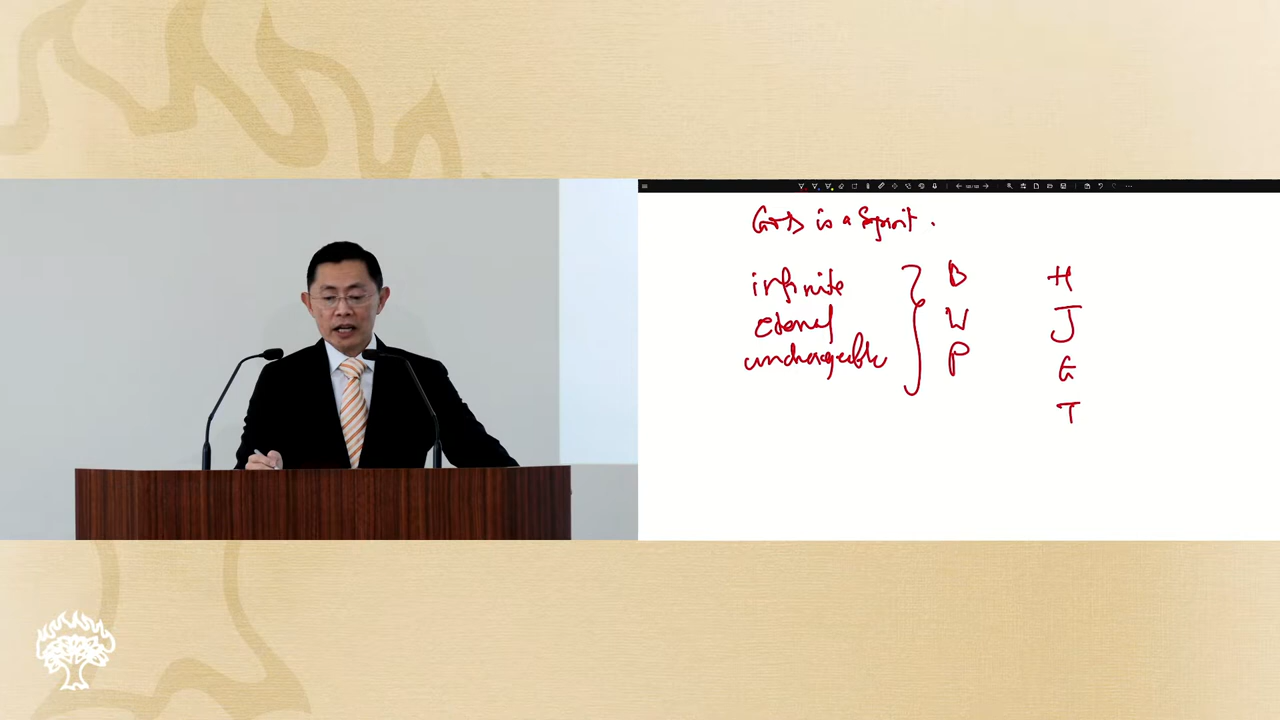 God is a Spirit.
infinite } B H
eternal W J
unchangeable P G
T